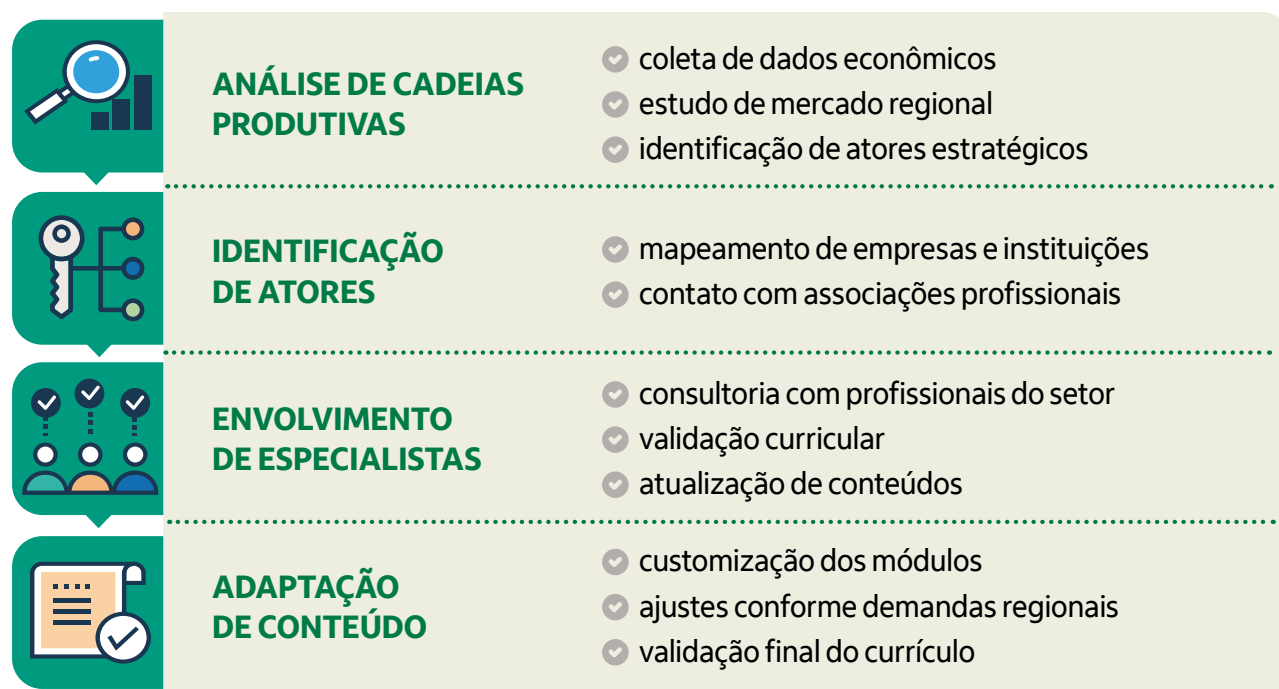 ANÁLISE DE CADEIAS
PRODUTIVAS
coleta de dados econômicos
estudo de mercado regional
identificação de atores estratégicos
IDENTIFICAÇÃO
DE ATORES
mapeamento de empresas e instituições
contato com associações profissionais
ENVOLVIMENTO
DE ESPECIALISTAS
consultoria com profissionais do setor
validação curricular
atualização de conteúdos
ADAPTAÇÃO
DE CONTEÚDO
customização dos módulos
ajustes conforme demandas regionais
validação final do currículo